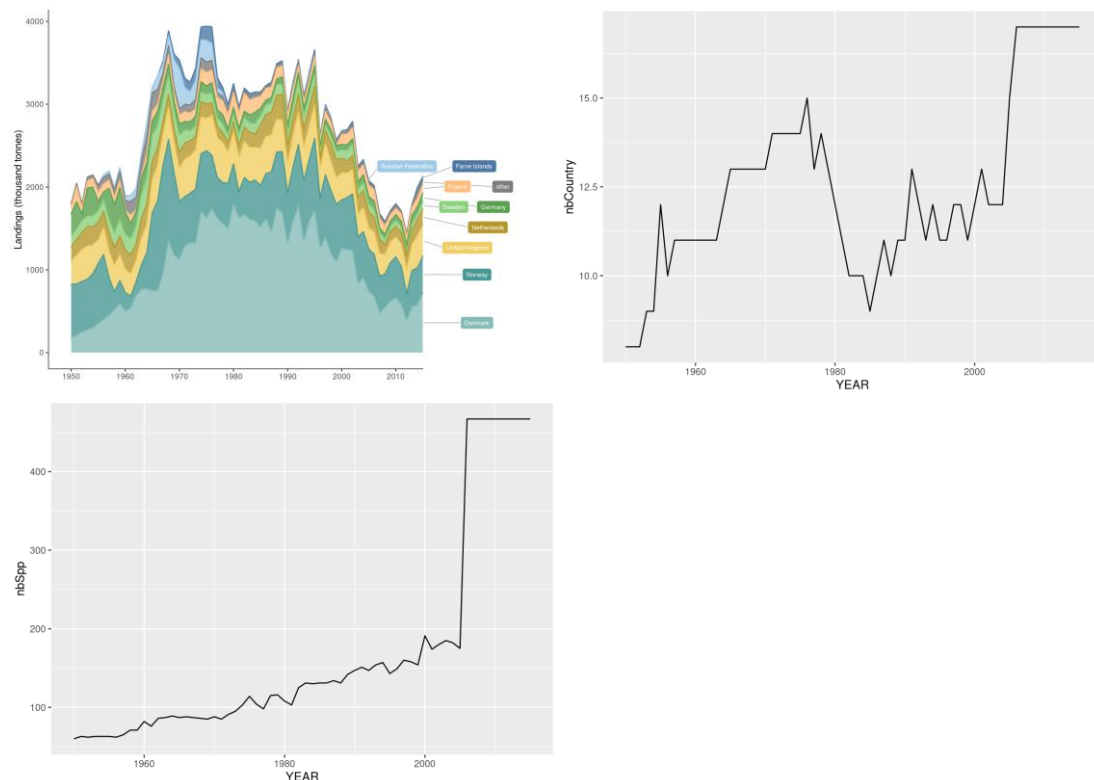 4000
3000
2000
1000
0
Landings (thousand tonnes)
1950 1960 1970 1980 1990 2000 2010
Russian Federation Faroe Islands
France other
Sweden Germany
Netherlands
United Kingdom
Norway
Denmark
15.0
12.5
10.0
nbCountry
1960 1980 2000
YEAR
400
300
200
100
nbSpp
1960 1980 2000
YEAR